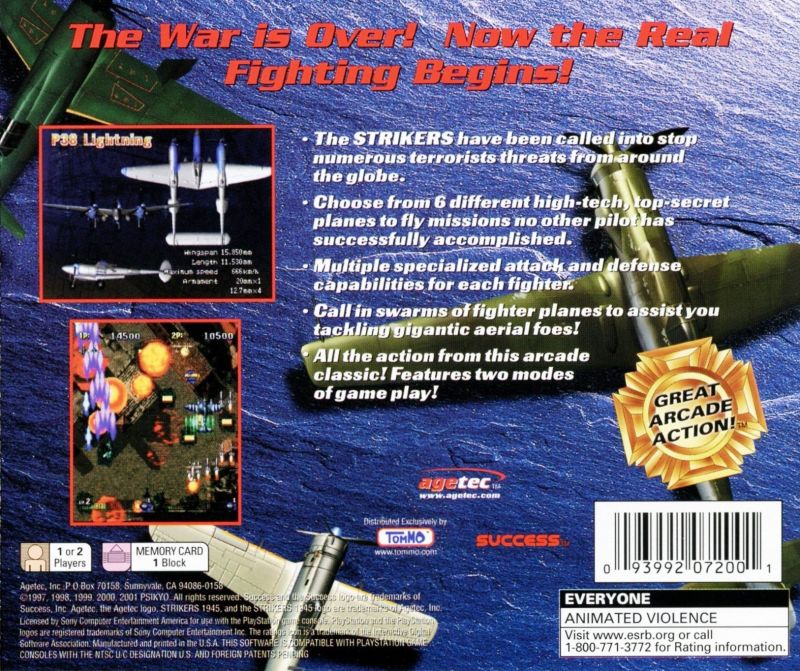 The War is Over! Now the Real
Fighting Begins!
P38 Lightning
Wingspan 15.850mm
Length 11.530mm
Maximum speed 666km/h
Armament 20mm×1
12.7mm×4
• The STRIKERS have been called into stop
numerous terrorists threats from around
the globe.
• Choose from 6 different high-tech, top-secret
planes to fly missions no other pilot has
successfully accomplished.
• Multiple specialized attack and defense
capabilities for each fighter.
• Call in swarms of fighter planes to assist you
tackling gigantic aerial foes!
• All the action from this arcade
classic! Features two modes
of game play!
1P: 14500 2P: 10500
GREAT
ARCADE
ACTION!™
agetec™
www.agetec.com
Distributed Exclusively by
TOMMO
www.tommo.com
SUCCESS™
1 or 2
Players
MEMORY CARD
1 Block
0 93992 07200 1
Agetec, Inc. P.O Box 70158, Sunnyvale, CA 94086-0158
©1997, 1998, 1999, 2000, 2001 PSIKYO. All rights reserved. Success and the Success logo are trademarks of
Success, Inc. Agetec, the Agetec logo, STRIKERS 1945, and the STRIKERS 1945 logo are trademarks of Agetec, Inc.
Licensed by Sony Computer Entertainment America for use with the PlayStation game console. PlayStation and the PlayStation
logos are registered trademarks of Sony Computer Entertainment Inc. The ratings icon is a trademark of the Interactive Digital
Software Association. Manufactured and printed in the U.S.A. THIS SOFTWARE IS COMPATIBLE WITH PLAYSTATION GAME
CONSOLES WITH THE NTSC U/C DESIGNATION U.S. AND FOREIGN PATENTS PENDING
EVERYONE
ANIMATED VIOLENCE
Visit www.esrb.org or call
1-800-771-3772 for Rating information.